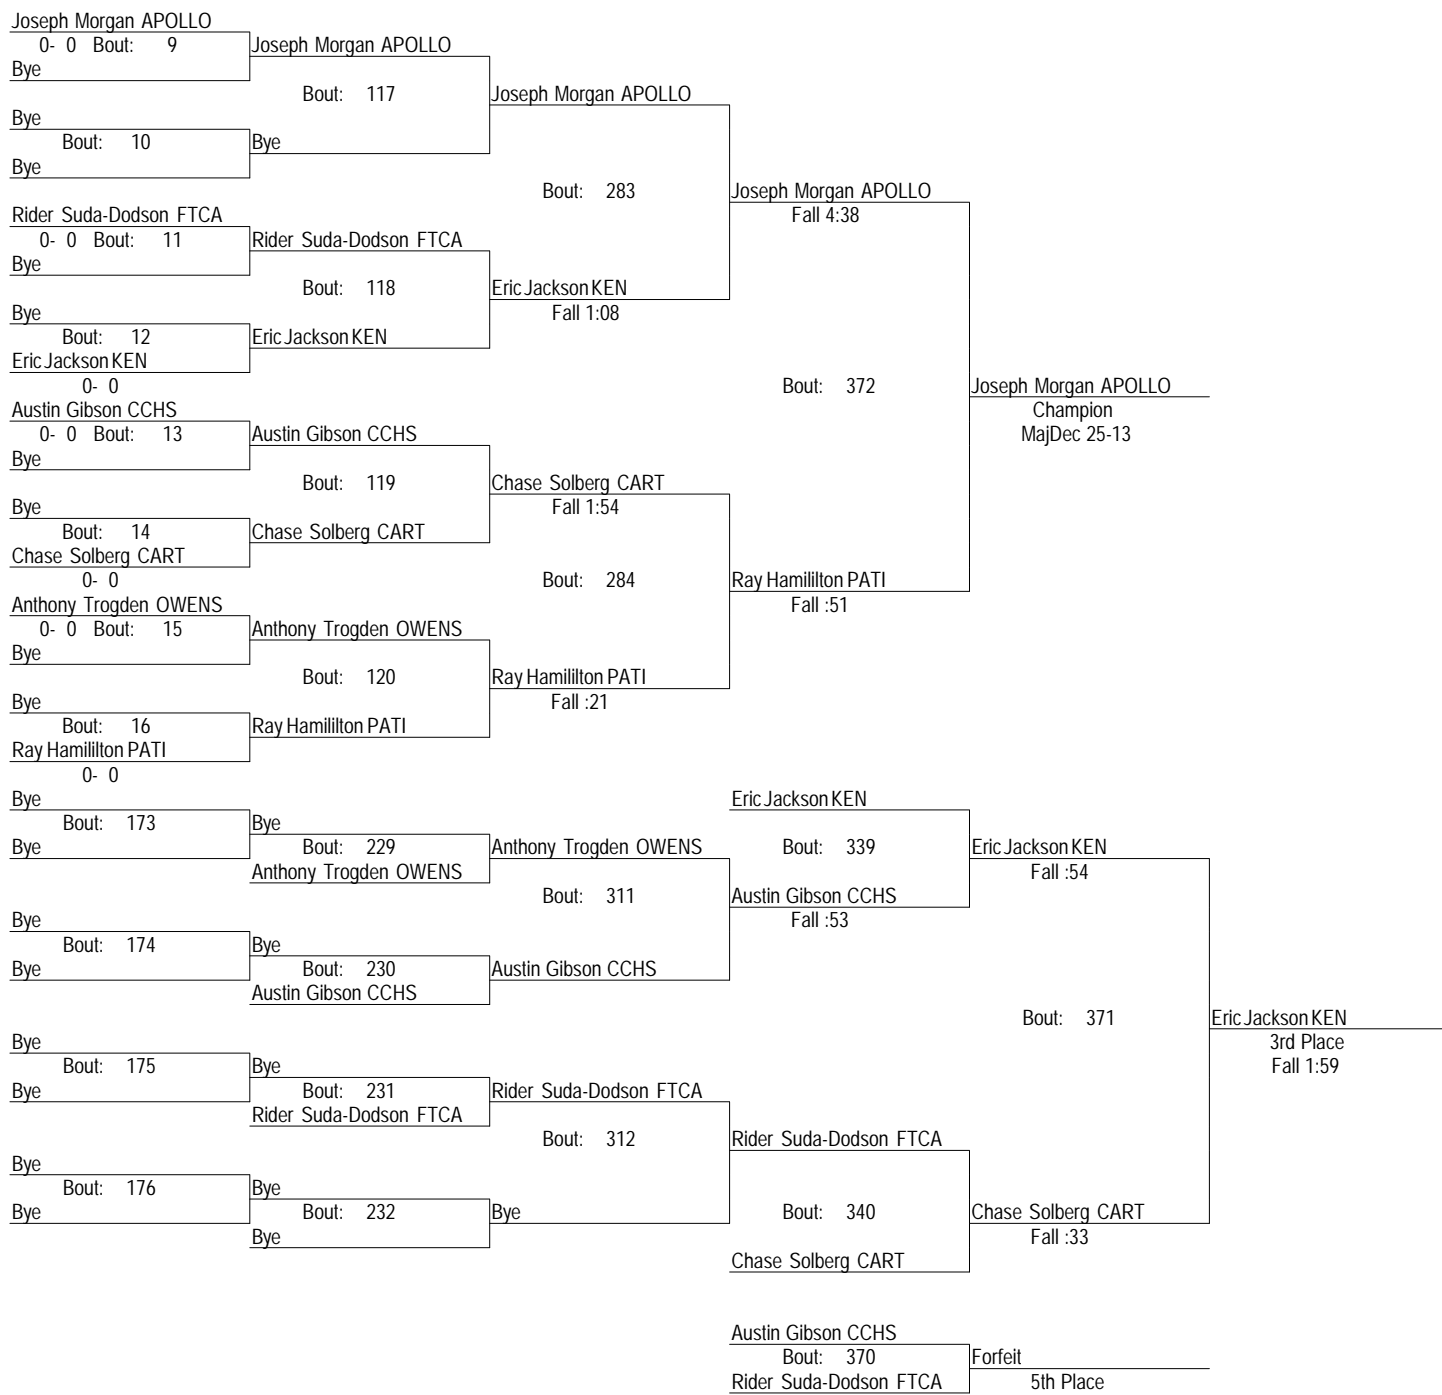 Joseph Morgan APOLLO
0- 0 Bout: 9 Joseph Morgan APOLLO
Bye
Bout: 117 Joseph Morgan APOLLO
Bye
Bout: 10 Bye
Bye
Bout: 283 Joseph Morgan APOLLO
Rider Suda-Dodson FTCA Fall 4:38
0- 0 Bout: 11 Rider Suda-Dodson FTCA
Bye
Bout: 118 Eric Jackson KEN
Bye Fall 1:08
Bout: 12 Eric Jackson KEN
Eric Jackson KEN
0- 0 Bout: 372 Joseph Morgan APOLLO
Austin Gibson CCHS Champion
0- 0 Bout: 13 Austin Gibson CCHS MajDec 25-13
Bye
Bout: 119 Chase Solberg CART
Bye Fall 1:54
Bout: 14 Chase Solberg CART
Chase Solberg CART
0- 0 Bout: 284 Ray Hamililton PATI
Anthony Trogden OWENS Fall :51
0- 0 Bout: 15 Anthony Trogden OWENS
Bye
Bout: 120 Ray Hamililton PATI
Bye Fall :21
Bout: 16 Ray Hamililton PATI
Ray Hamililton PATI
0- 0
Bye Eric Jackson KEN
Bout: 173 Bye
Bye Bout: 229 Anthony Trogden OWENS Bout: 339 Eric Jackson KEN
Anthony Trogden OWENS Fall :54
Bout: 311 Austin Gibson CCHS
Bye Fall :53
Bout: 174 Bye
Bye Bout: 230 Austin Gibson CCHS
Austin Gibson CCHS
Bout: 371 Eric Jackson KEN
Bye 3rd Place
Bout: 175 Bye Fall 1:59
Bye Bout: 231 Rider Suda-Dodson FTCA
Rider Suda-Dodson FTCA
Bout: 312 Rider Suda-Dodson FTCA
Bye
Bout: 176 Bye
Bye Bout: 232 Bye Bout: 340 Chase Solberg CART
Bye Fall :33
Chase Solberg CART
Austin Gibson CCHS
Bout: 370 Forfeit
Rider Suda-Dodson FTCA 5th Place